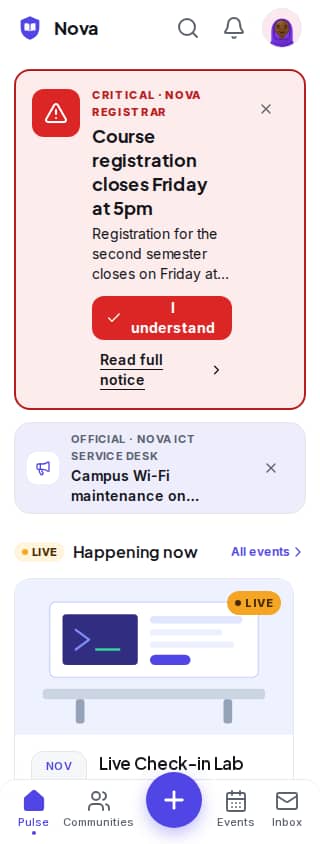 Nova
CRITICAL · NOVA
REGISTRAR
Course
registration
closes Friday
at 5pm
Registration for the
second semester
closes on Friday at…
I
understand
Read full
notice
OFFICIAL · NOVA ICT
SERVICE DESK
Campus Wi-Fi
maintenance on…
LIVE Happening now All events
LIVE
NOV Live Check-in Lab
Pulse Communities Events Inbox